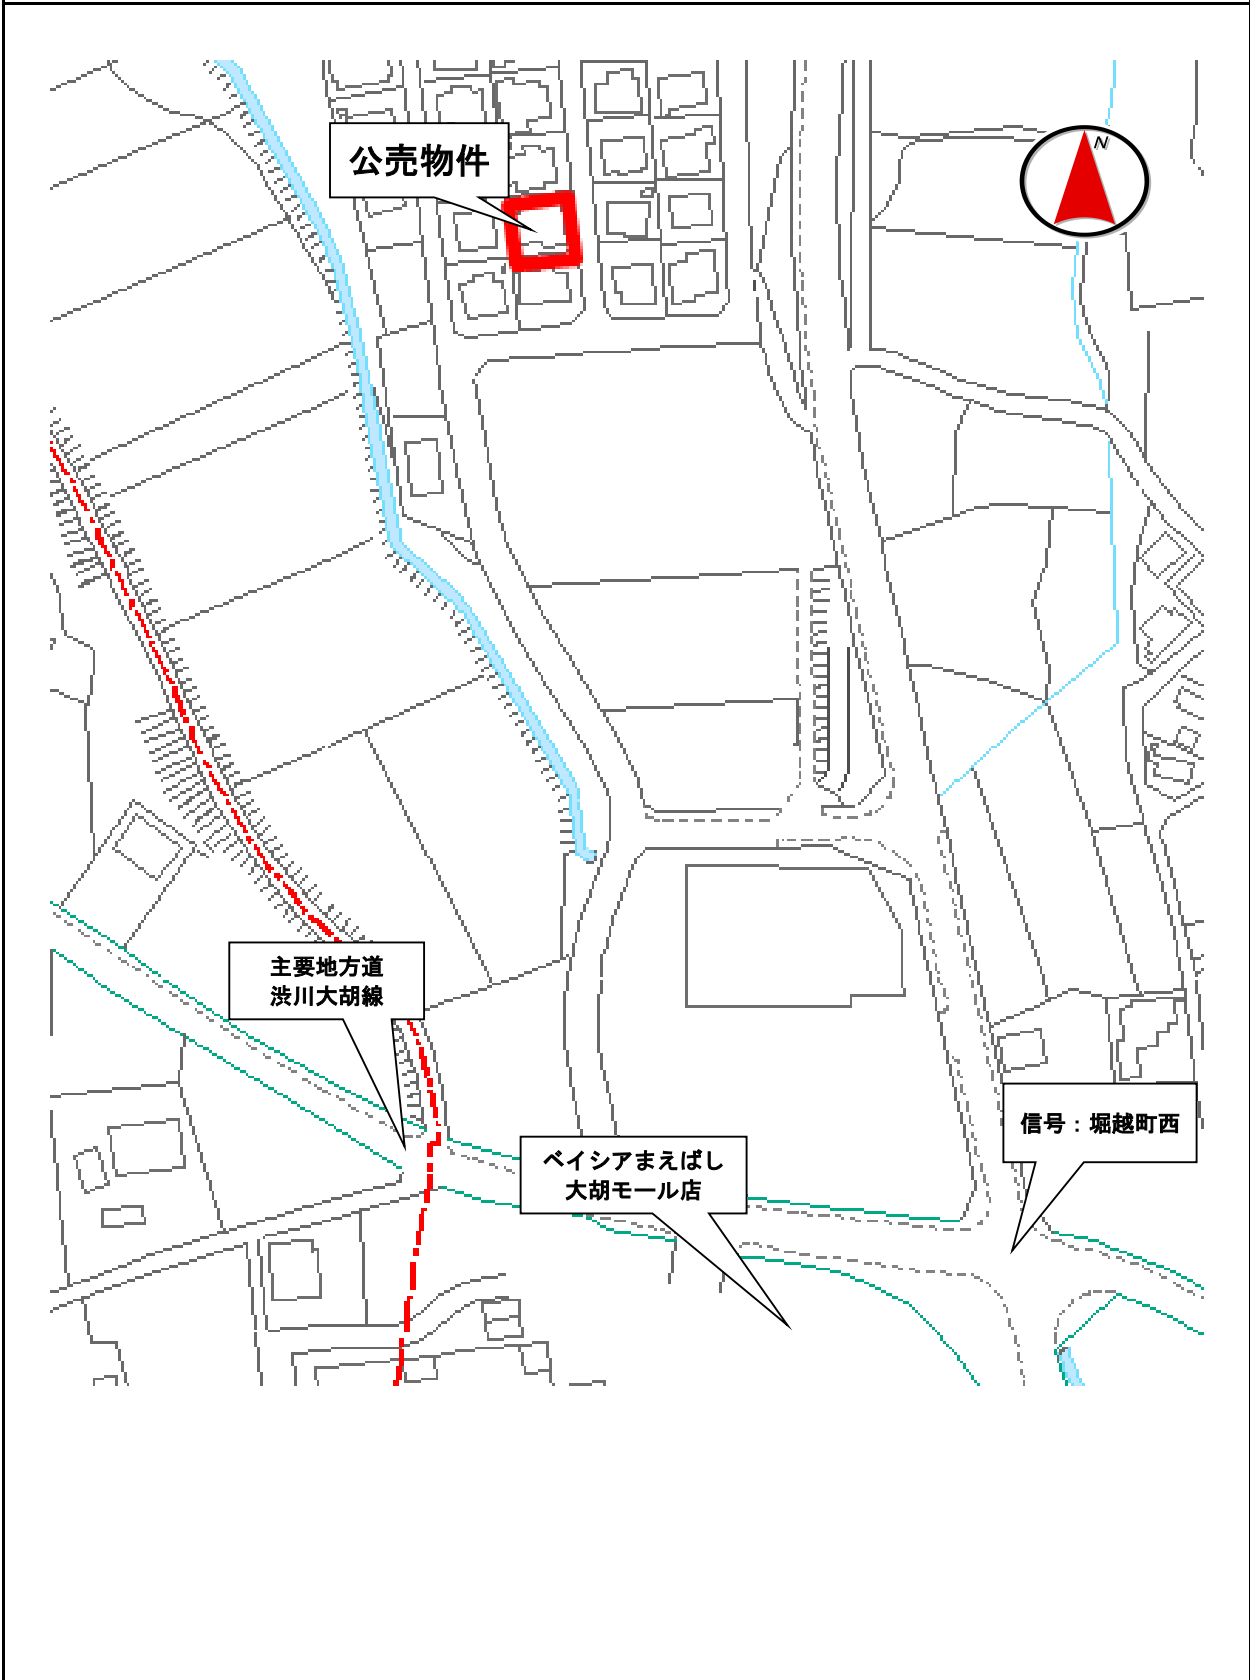 公売物件
N
主要地方道
渋川大胡線
信号：堀越町西
ベイシアまえばし
大胡モール店